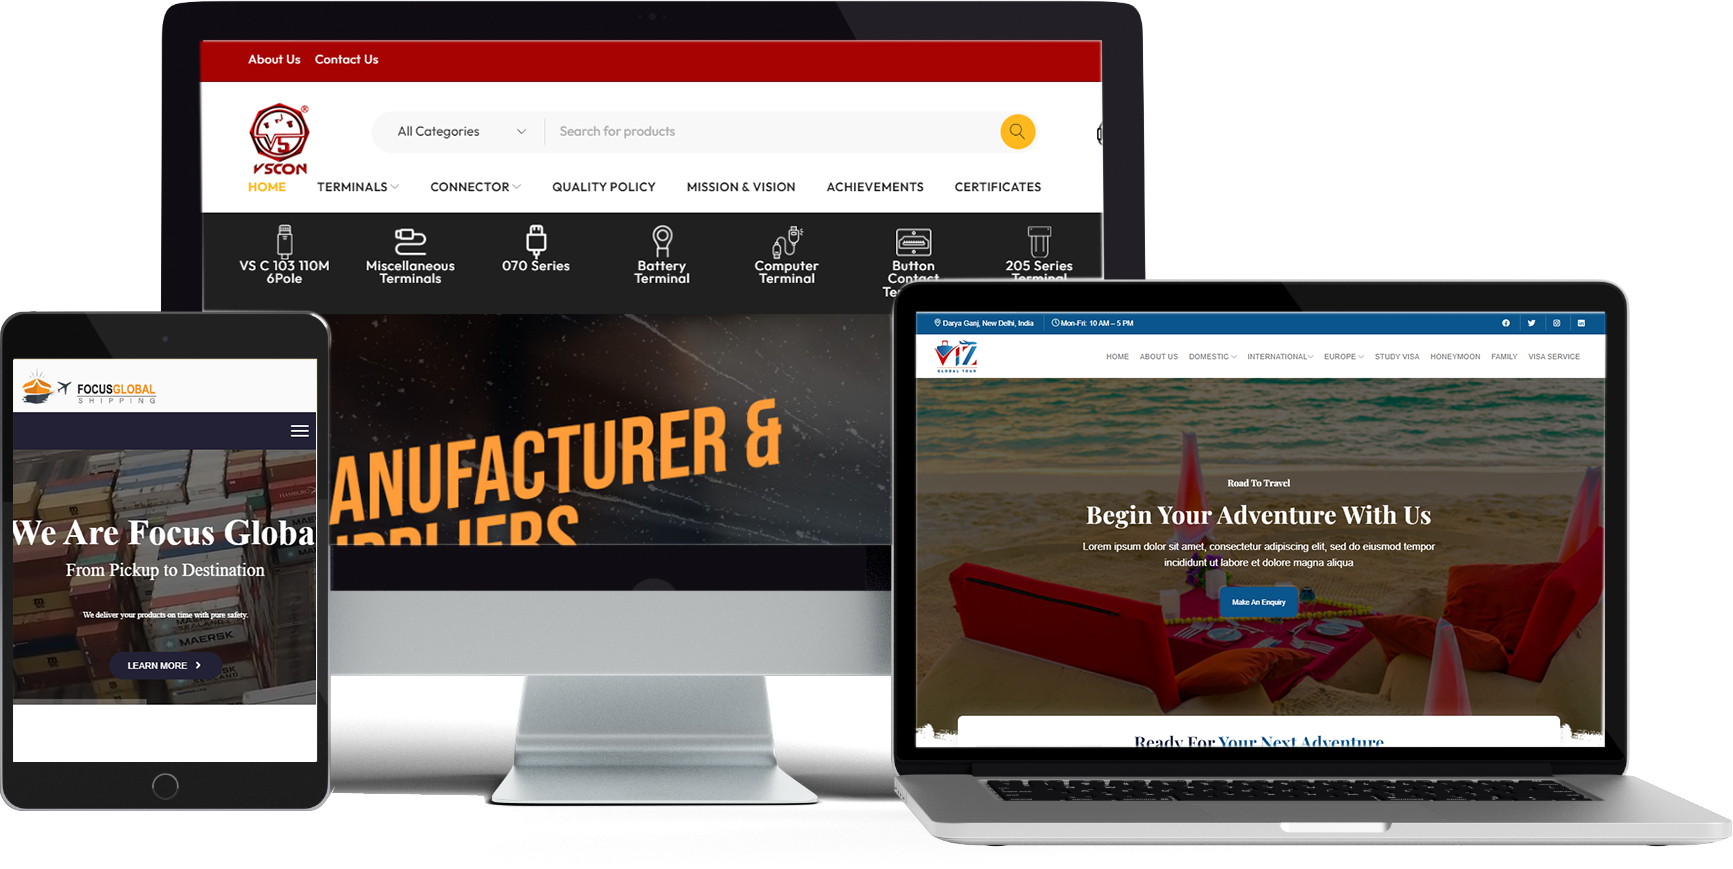 About Us Contact Us
VS
®
VSCON
All Categories
Search for products
HOME TERMINALS CONNECTOR QUALITY POLICY MISSION & VISION ACHIEVEMENTS CERTIFICATES
VS C 103 110M
6Pole
Miscellaneous
Terminals
070 Series
Battery
Terminal
Computer
Terminal
Button
Contact
205 Series
Terminal
ANUFACTURER &
FOCUSGLOBAL
SHIPPING
We Are Focus Globa
From Pickup to Destination
We deliver your products on time with pure safety.
LEARN MORE
MAERSK
Darya Ganj, New Delhi, India
Mon-Fri: 10 AM – 5 PM
VIZ
GLOBAL TOUR
HOME ABOUT US DOMESTIC INTERNATIONAL EUROPE STUDY VISA HONEYMOON FAMILY VISA SERVICE
Road To Travel
Begin Your Adventure With Us
Lorem ipsum dolor sit amet, consectetur adipiscing elit, sed do eiusmod tempor
incididunt ut labore et dolore magna aliqua
Make An Enquiry
Ready For Your Next Adventure